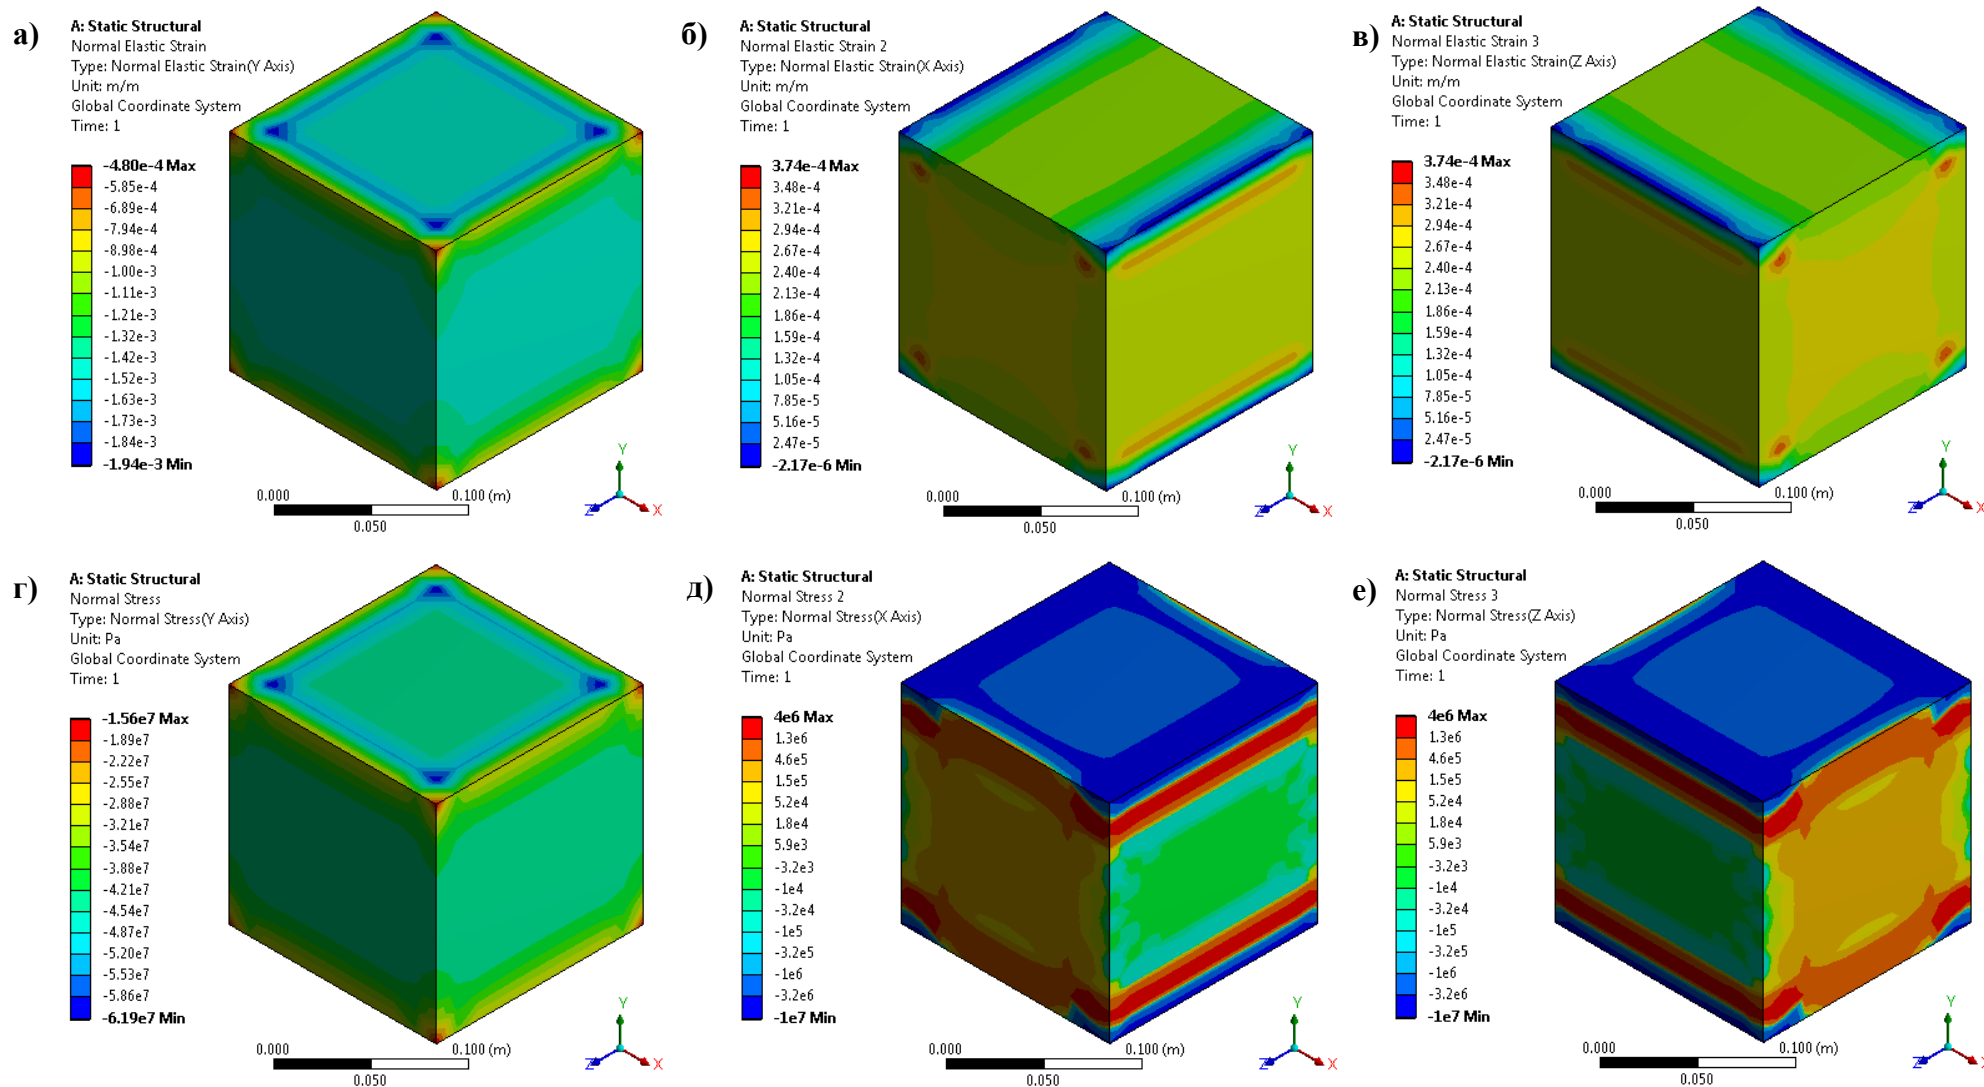 а)
A: Static Structural
Normal Elastic Strain
Type: Normal Elastic Strain(Y Axis)
Unit: m/m
Global Coordinate System
Time: 1
-4.80e-4 Max
-5.85e-4
-6.89e-4
-7.94e-4
-8.98e-4
-1.00e-3
-1.11e-3
-1.21e-3
-1.32e-3
-1.42e-3
-1.52e-3
-1.63e-3
-1.73e-3
-1.84e-3
-1.94e-3 Min
0.000
0.100 (m)
0.050
Y
Z
X
б)
A: Static Structural
Normal Elastic Strain 2
Type: Normal Elastic Strain(X Axis)
Unit: m/m
Global Coordinate System
Time: 1
3.74e-4 Max
3.48e-4
3.21e-4
2.94e-4
2.67e-4
2.40e-4
2.13e-4
1.86e-4
1.59e-4
1.32e-4
1.05e-4
7.85e-5
5.16e-5
2.47e-5
-2.17e-6 Min
0.000
0.100 (m)
0.050
Y
Z
X
в)
A: Static Structural
Normal Elastic Strain 3
Type: Normal Elastic Strain(Z Axis)
Unit: m/m
Global Coordinate System
Time: 1
3.74e-4 Max
3.48e-4
3.21e-4
2.94e-4
2.67e-4
2.40e-4
2.13e-4
1.86e-4
1.59e-4
1.32e-4
1.05e-4
7.85e-5
5.16e-5
2.47e-5
-2.17e-6 Min
0.000
0.100 (m)
0.050
Y
Z
X
г)
A: Static Structural
Normal Stress
Type: Normal Stress(Y Axis)
Unit: Pa
Global Coordinate System
Time: 1
-1.56e7 Max
-1.89e7
-2.22e7
-2.55e7
-2.88e7
-3.21e7
-3.54e7
-3.88e7
-4.21e7
-4.54e7
-4.87e7
-5.20e7
-5.53e7
-5.86e7
-6.19e7 Min
0.000
0.100 (m)
0.050
Y
Z
X
д)
A: Static Structural
Normal Stress 2
Type: Normal Stress(X Axis)
Unit: Pa
Global Coordinate System
Time: 1
4e6 Max
1.3e6
4.6e5
1.5e5
5.2e4
1.8e4
5.9e3
-3.2e3
-1e4
-3.2e4
-1e5
-3.2e5
-1e6
-3.2e6
-1e7 Min
0.000
0.100 (m)
0.050
Y
Z
X
е)
A: Static Structural
Normal Stress 3
Type: Normal Stress(Z Axis)
Unit: Pa
Global Coordinate System
Time: 1
4e6 Max
1.3e6
4.6e5
1.5e5
5.2e4
1.8e4
5.9e3
-3.2e3
-1e4
-3.2e4
-1e5
-3.2e5
-1e6
-3.2e6
-1e7 Min
0.000
0.100 (m)
0.050
Y
Z
X